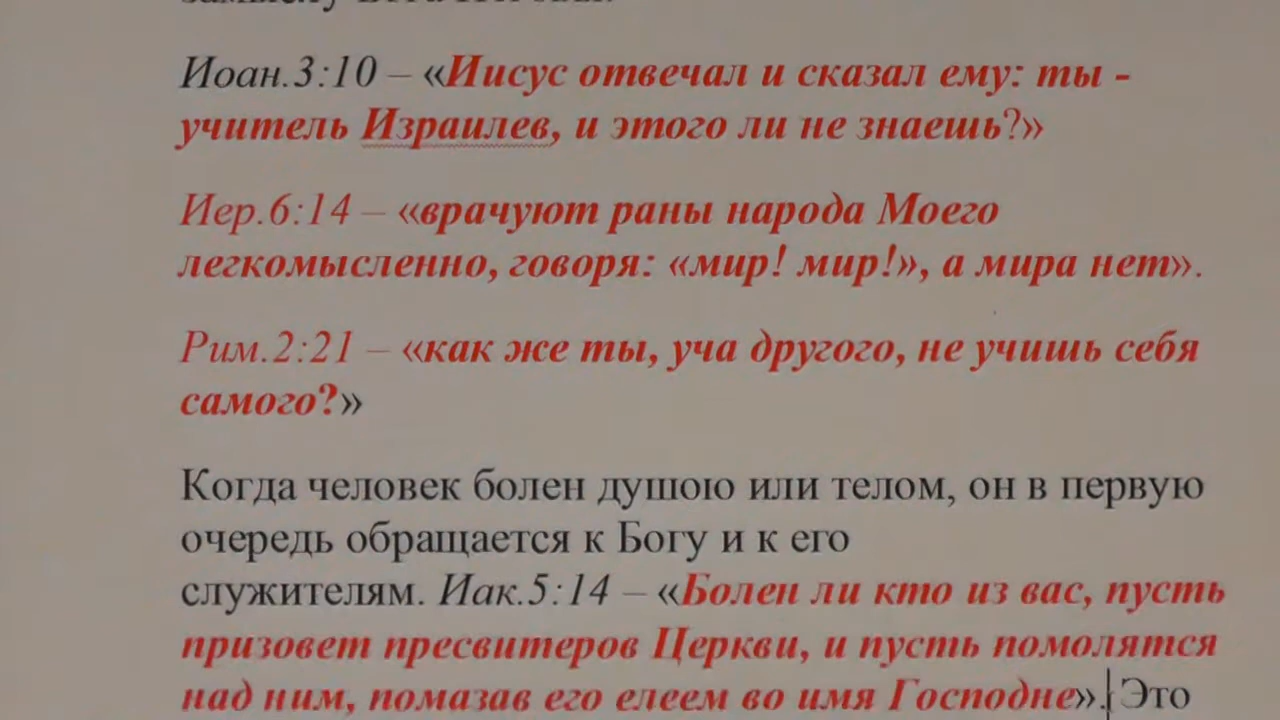 Иоан.3:10 – «Иисус отвечал и сказал ему: ты -
учитель Израилев, и этого ли не знаешь?»
Иер.6:14 – «врачуют раны народа Моего
легкомысленно, говоря: «мир! мир!», а мира нет».
Рим.2:21 – «как же ты, уча другого, не учишь себя
самого?»
Когда человек болен душою или телом, он в первую
очередь обращается к Богу и к его
служителям. Иак.5:14 – «Болен ли кто из вас, пусть
призовет пресвитеров Церкви, и пусть помолятся
над ним, помазав его елеем во имя Господне». Это